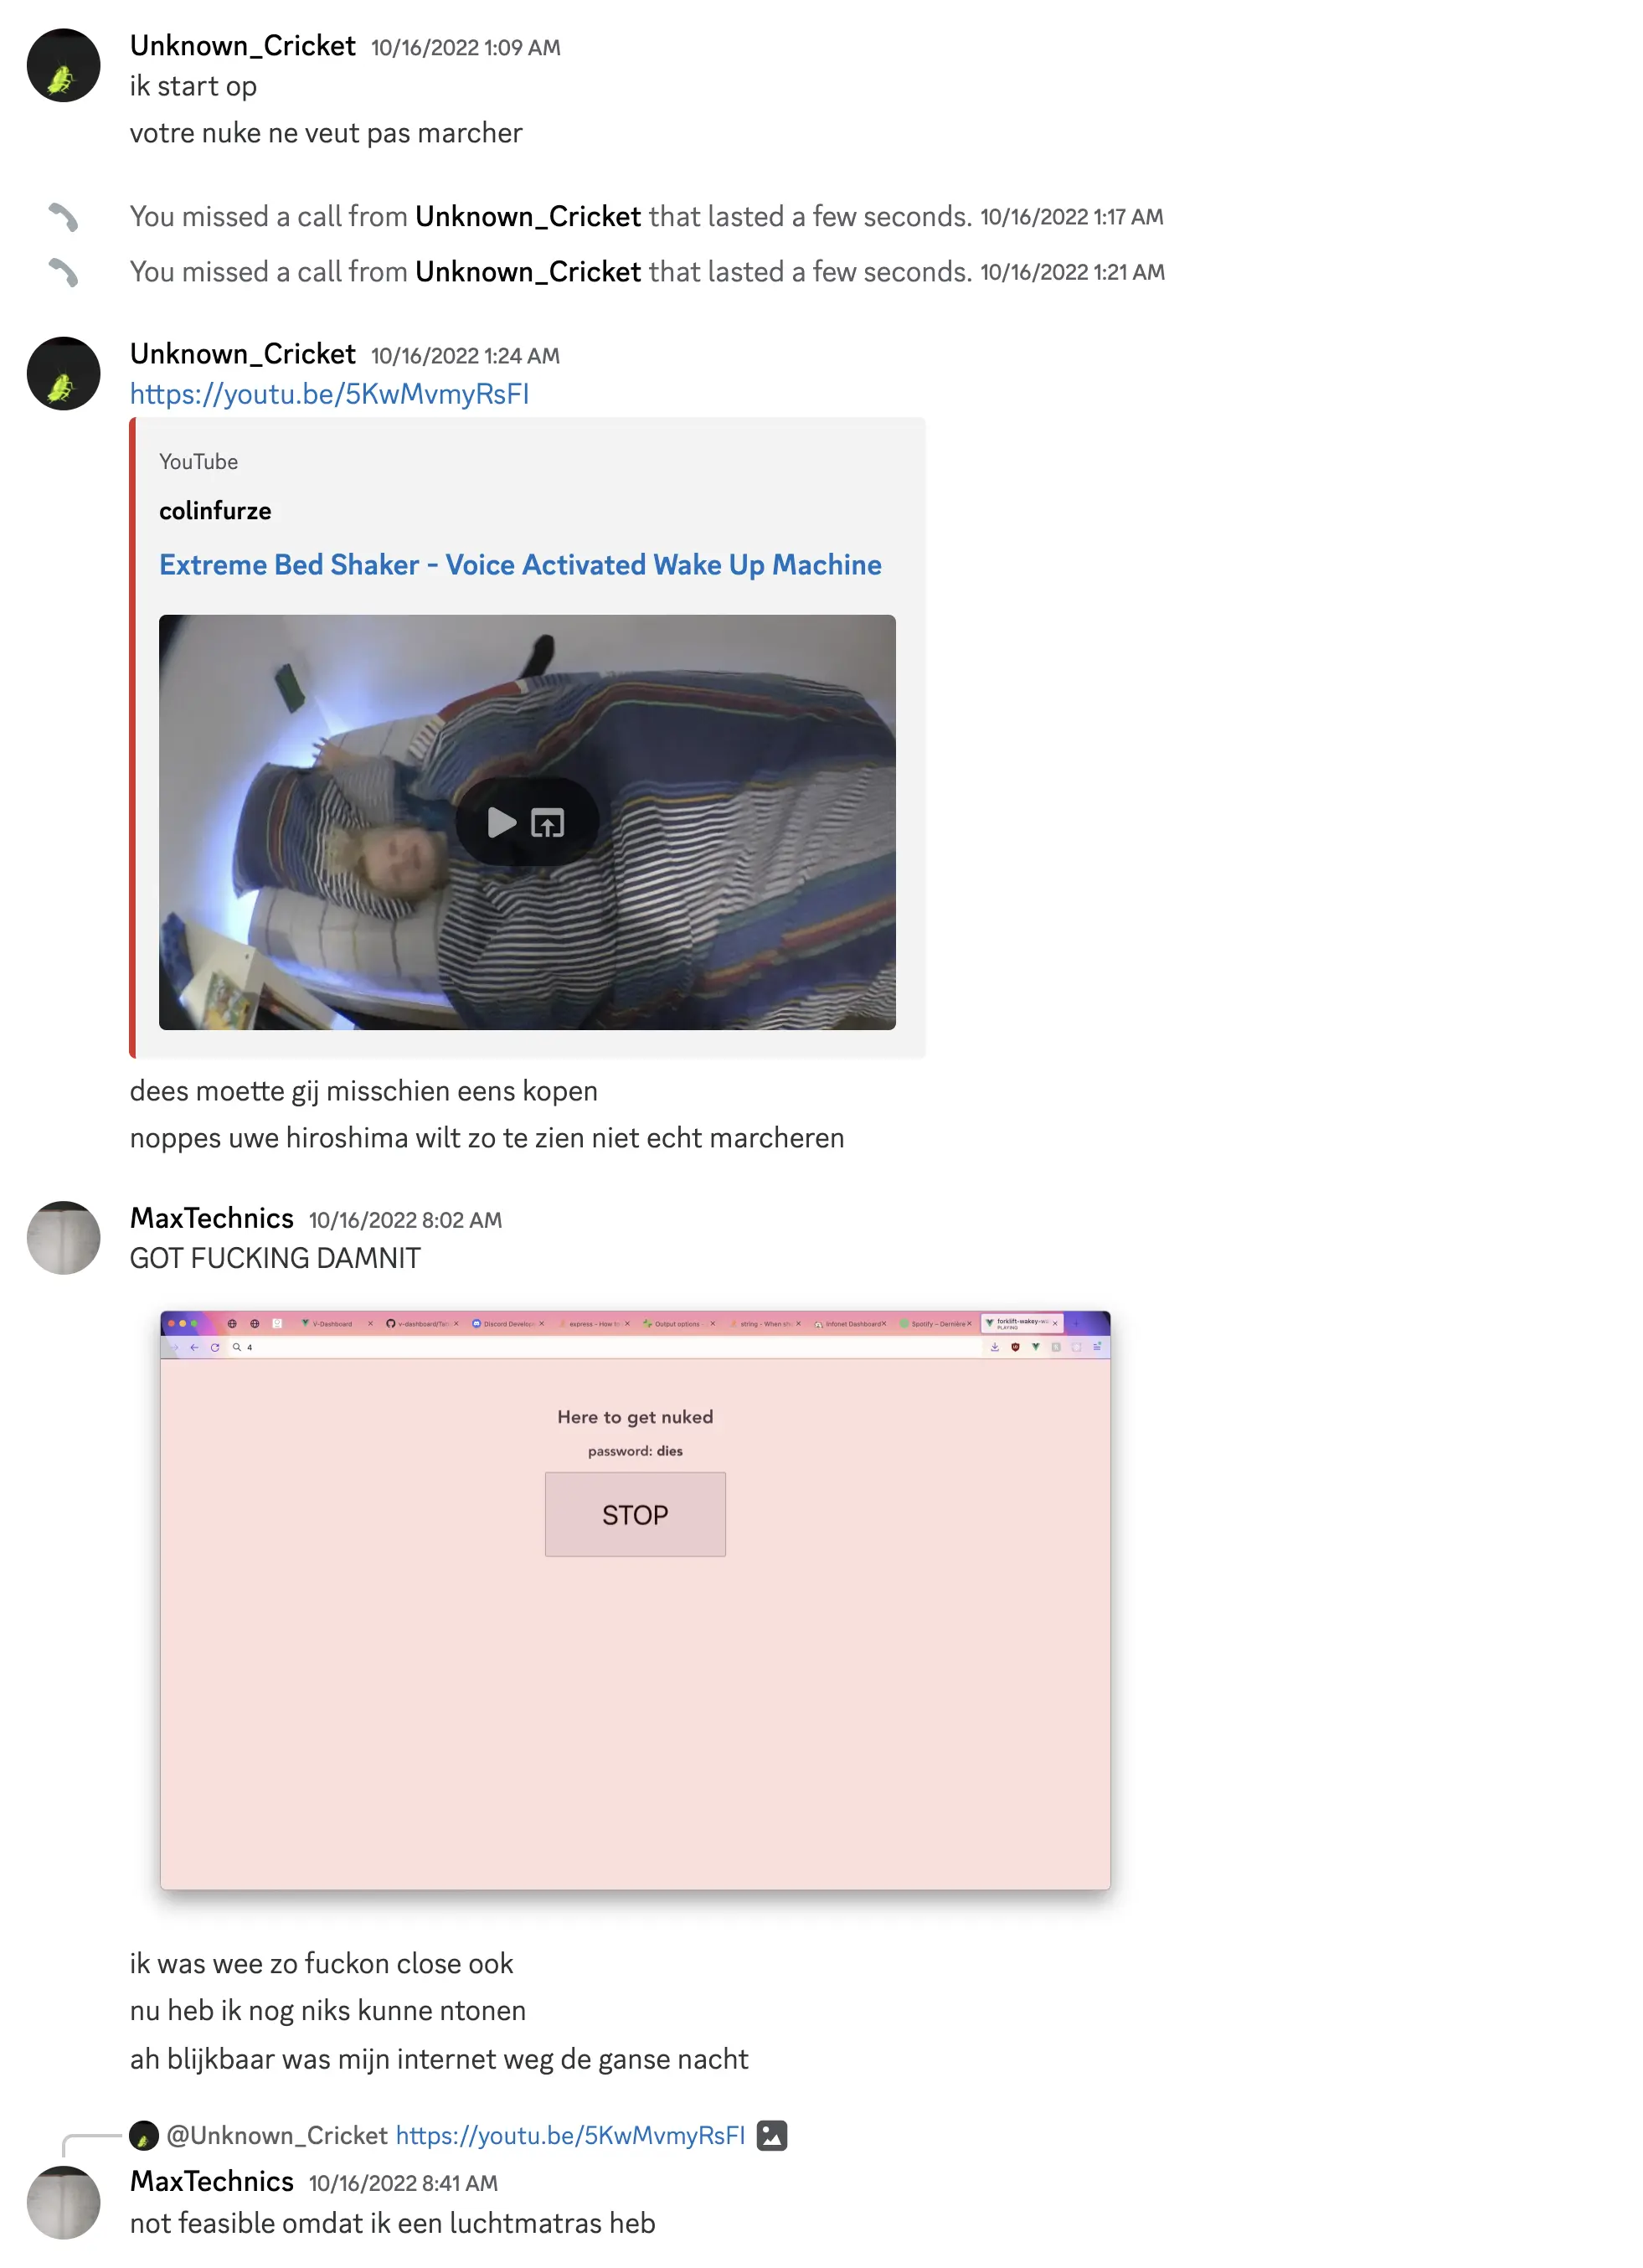 Unknown_Cricket 10/16/2022 1:09 AM
ik start op
votre nuke ne veut pas marcher
You missed a call from Unknown_Cricket that lasted a few seconds. 10/16/2022 1:17 AM
You missed a call from Unknown_Cricket that lasted a few seconds. 10/16/2022 1:21 AM
Unknown_Cricket 10/16/2022 1:24 AM
https://youtu.be/5KwMvmyRsFI
YouTube
colinfurze
Extreme Bed Shaker - Voice Activated Wake Up Machine
dees moette gij misschien eens kopen
noppes uwe hiroshima wilt zo te zien niet echt marcheren
MaxTechnics 10/16/2022 8:02 AM
GOT FUCKING DAMNIT
V-Dashboard v-dashboard/Ter Discord Develop express - How to Output options string - When sh Infonet Dashboard Spotify – Dernière forklift-wakey-wa
PLAYING
4
Here to get nuked
password: dies
STOP
ik was wee zo fuckon close ook
nu heb ik nog niks kunne ntonen
ah blijkbaar was mijn internet weg de ganse nacht
@Unknown_Cricket https://youtu.be/5KwMvmyRsFI
MaxTechnics 10/16/2022 8:41 AM
not feasible omdat ik een luchtmatras heb